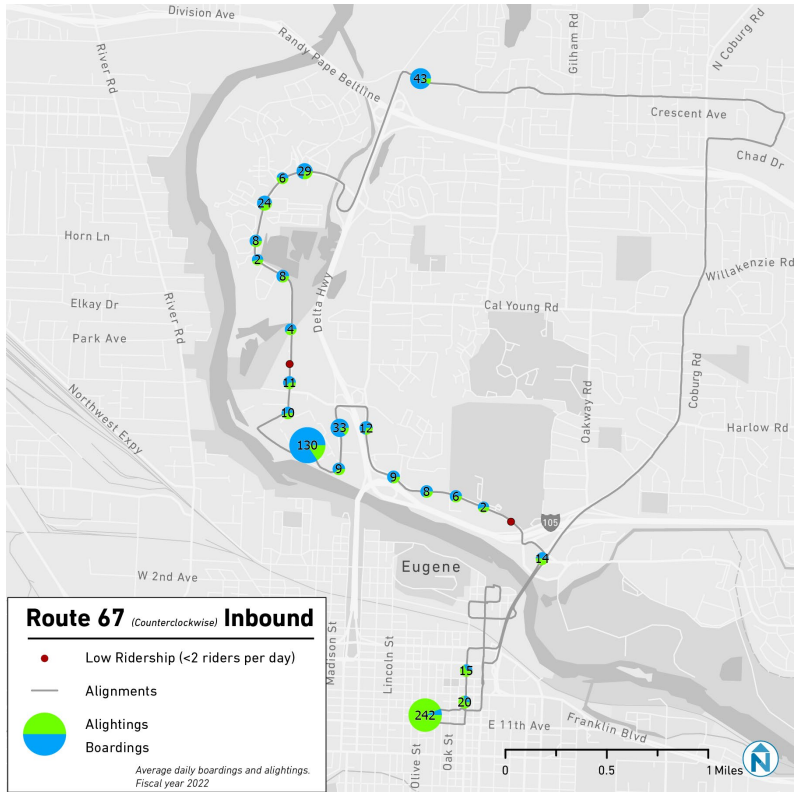 Division Ave
River Rd
Randy Pape Beltline
Gilham Rd
N Coburg Rd
43
Crescent Ave
Chad Dr
29
6
24
Horn Ln
8
2
8
Willakenzie Rd
Elkay Dr
River Rd
Delta Hwy
Cal Young Rd
Park Ave
4
Coburg Rd
Northwest Expy
11
Oakway Rd
10
33
12
Harlow Rd
130
9
9
8
6
2
105
14
Eugene
W 2nd Ave
Route 67 (Counterclockwise) Inbound
Low Ridership (<2 riders per day)
Alignments
Alightings
Boardings
Average daily boardings and alightings.
Fiscal year 2022
Madison St
Lincoln St
15
20
242
E 11th Ave
Franklin Blvd
Olive St
Oak St
0
0.5
1 Miles
N